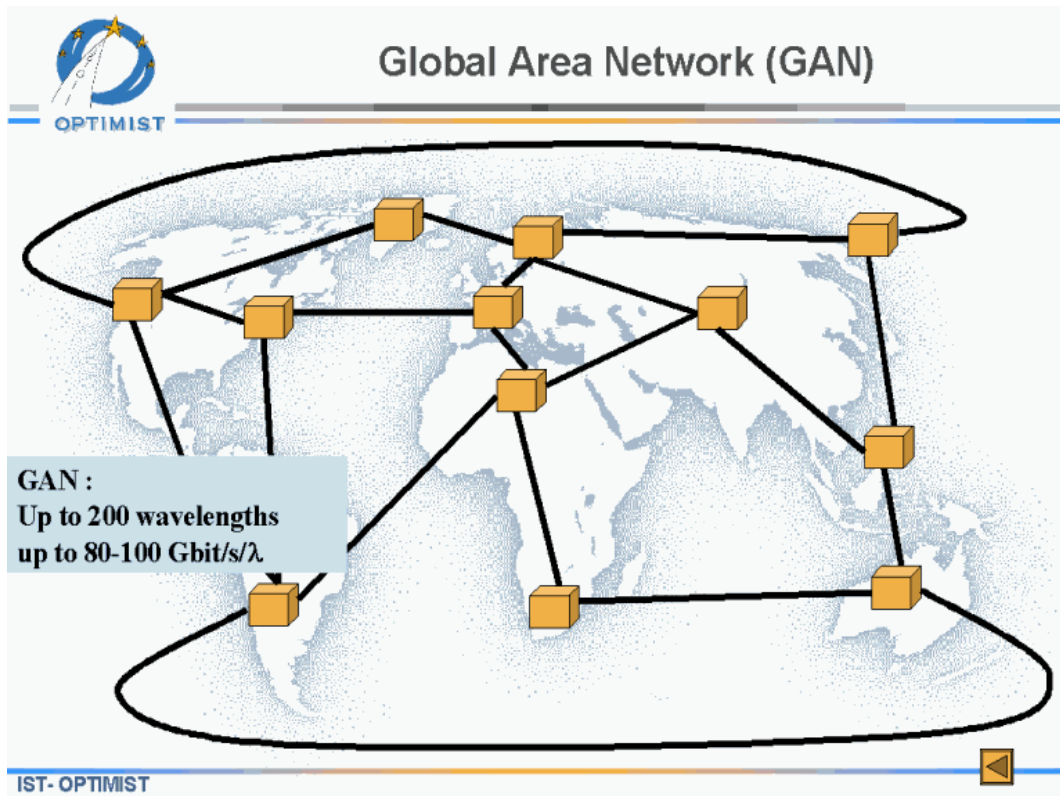 Global Area Network (GAN)
OPTIMIST
GAN :
Up to 200 wavelengths
up to 80-100 Gbit/s/λ
IST- OPTIMIST